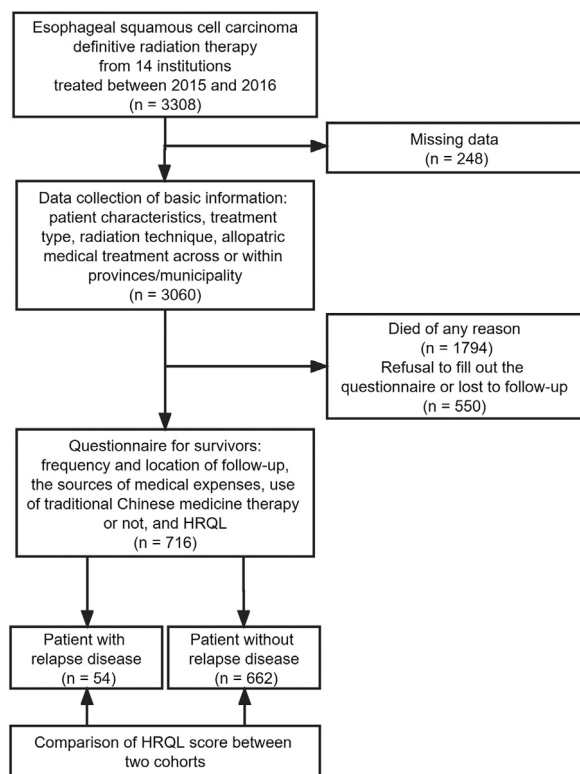 Esophageal squamous cell carcinoma
definitive radiation therapy
from 14 institutions
treated between 2015 and 2016
(n = 3308)
Missing data
(n = 248)
Data collection of basic information:
patient characteristics, treatment
type, radiation technique, allopatric
medical treatment across or within
provinces/municipality
(n = 3060)
Died of any reason
(n = 1794)
Refusal to fill out the
questionnaire or lost to follow-up
(n = 550)
Questionnaire for survivors:
frequency and location of follow-up,
the sources of medical expenses, use
of traditional Chinese medicine therapy
or not, and HRQL
(n = 716)
Patient with
relapse disease
(n = 54)
Patient without
relapse disease
(n = 662)
Comparison of HRQL score between
two cohorts